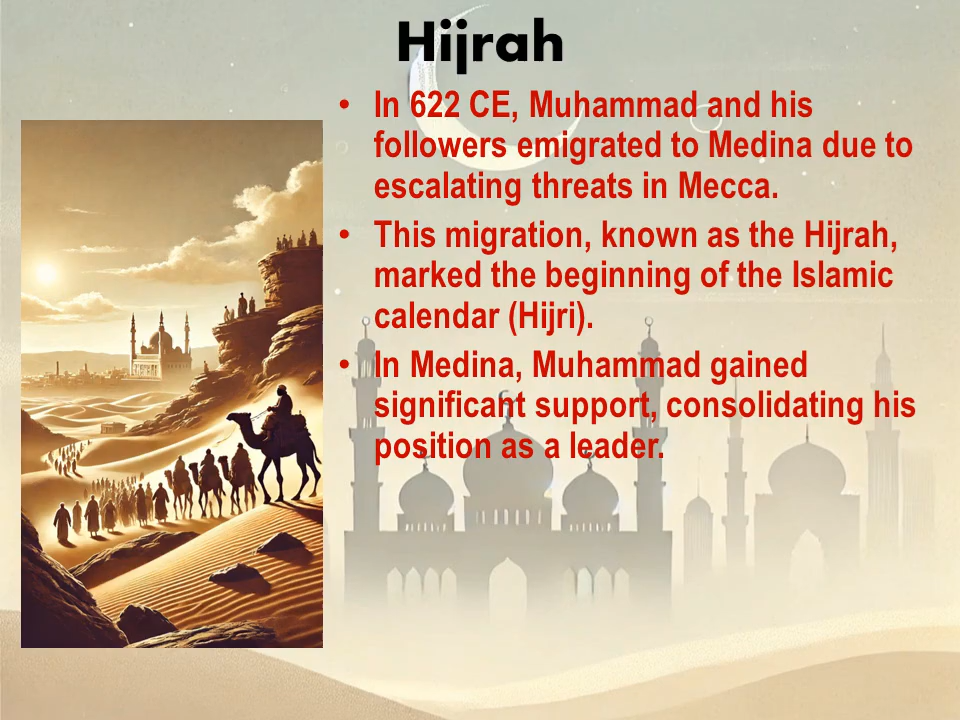 Hijrah
• In 622 CE, Muhammad and his
followers emigrated to Medina due to
escalating threats in Mecca.
• This migration, known as the Hijrah,
marked the beginning of the Islamic
calendar (Hijri).
• In Medina, Muhammad gained
significant support, consolidating his
position as a leader.